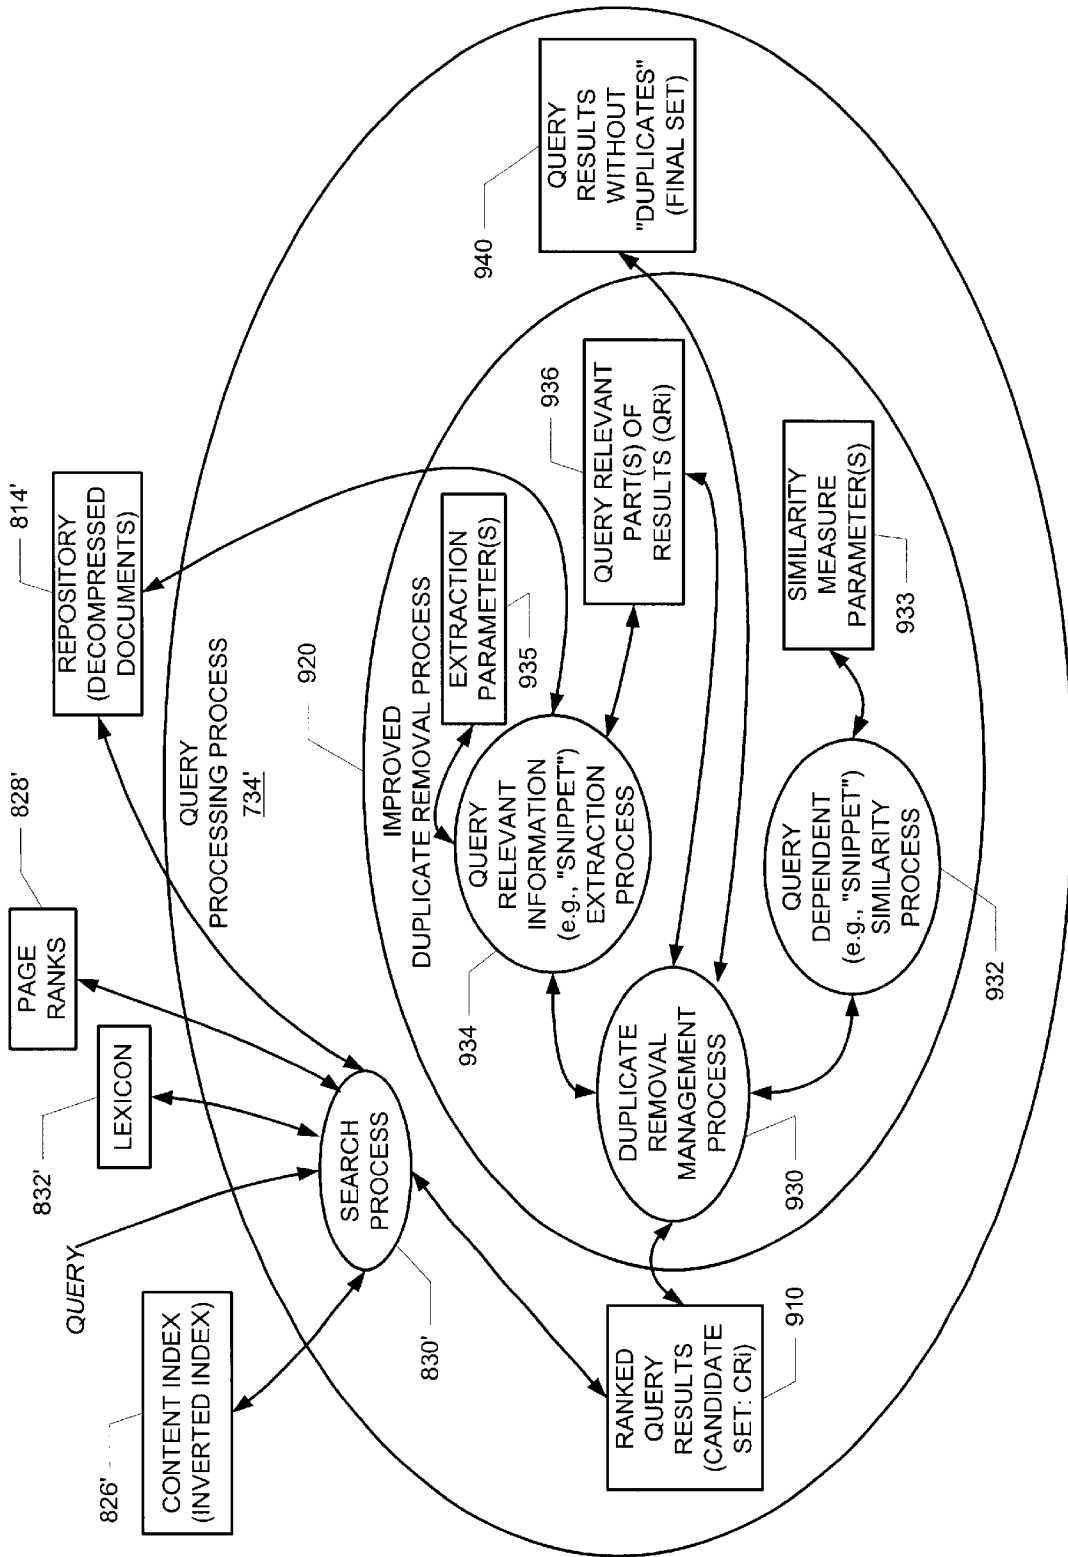 826'
CONTENT INDEX
(INVERTED INDEX)
QUERY
832'
LEXICON
828'
PAGE
RANKS
814'
REPOSITORY
(DECOMPRESSED
DOCUMENTS)
QUERY
PROCESSING PROCESS
734'
SEARCH
PROCESS
830'
920
IMPROVED
DUPLICATE REMOVAL PROCESS
EXTRACTION
PARAMETER(S)
935
934
QUERY
RELEVANT
INFORMATION
(e.g., "SNIPPET")
EXTRACTION
PROCESS
936
QUERY RELEVANT
PART(S) OF
RESULTS (QRi)
940
QUERY
RESULTS
WITHOUT
"DUPLICATES"
(FINAL SET)
RANKED
QUERY
RESULTS
(CANDIDATE
SET: CRi)
910
DUPLICATE
REMOVAL
MANAGEMENT
PROCESS
930
QUERY
DEPENDENT
(e.g., "SNIPPET")
SIMILARITY
PROCESS
932
SIMILARITY
MEASURE
PARAMETER(S)
933